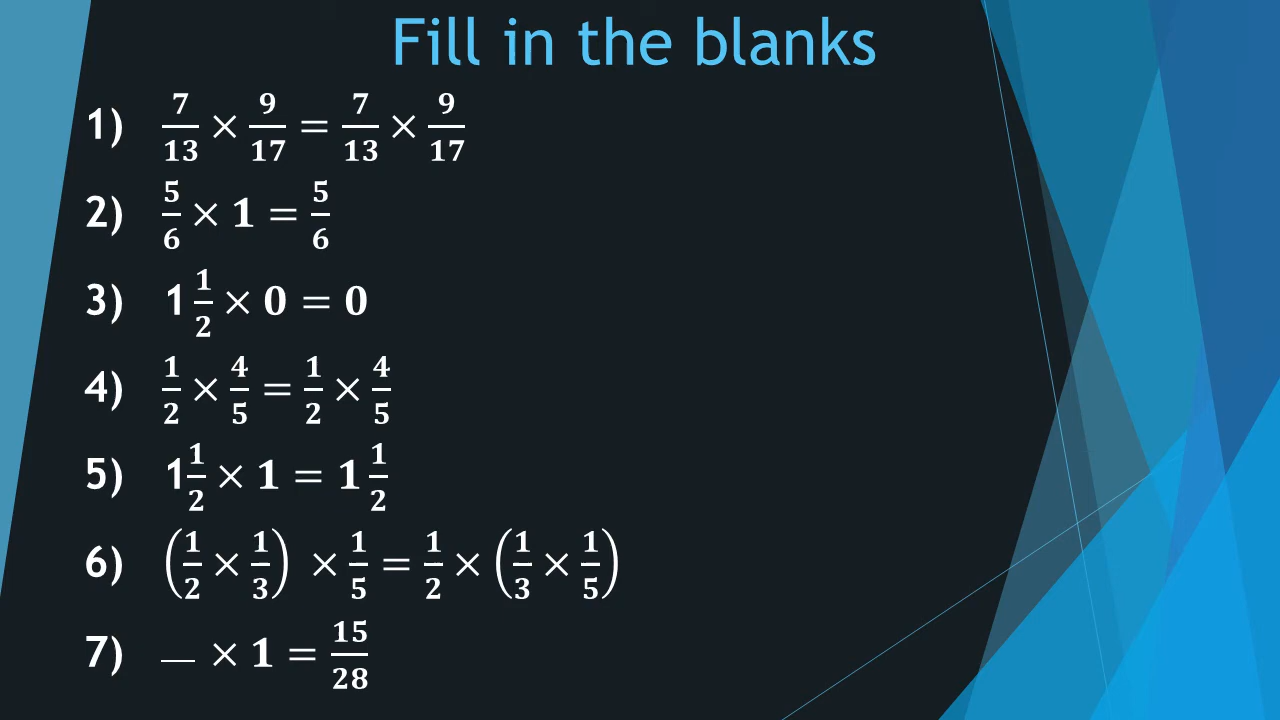 Fill in the blanks
1) 7/13 × 9/17 = 7/13 × 9/17
2) 5/6 × 1 = 5/6
3) 1 1/2 × 0 = 0
4) 1/2 × 4/5 = 1/2 × 4/5
5) 1 1/2 × 1 = 1 1/2
6) (1/2 × 1/3) × 1/5 = 1/2 × (1/3 × 1/5)
7) _ × 1 = 15/28